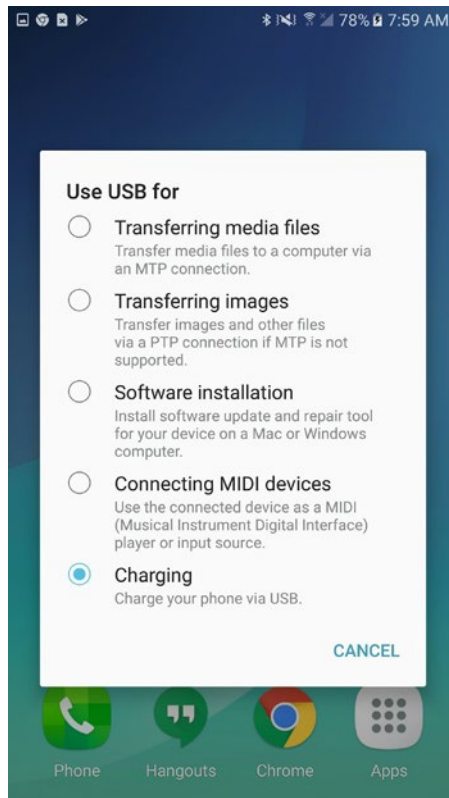 78% 7:59 AM
Use USB for
Transferring media files
Transfer media files to a computer via
an MTP connection.
Transferring images
Transfer images and other files
via a PTP connection if MTP is not
supported.
Software installation
Install software update and repair tool
for your device on a Mac or Windows
computer.
Connecting MIDI devices
Use the connected device as a MIDI
(Musical Instrument Digital Interface)
player or input source.
Charging
Charge your phone via USB.
CANCEL
Phone Hangouts Chrome Apps